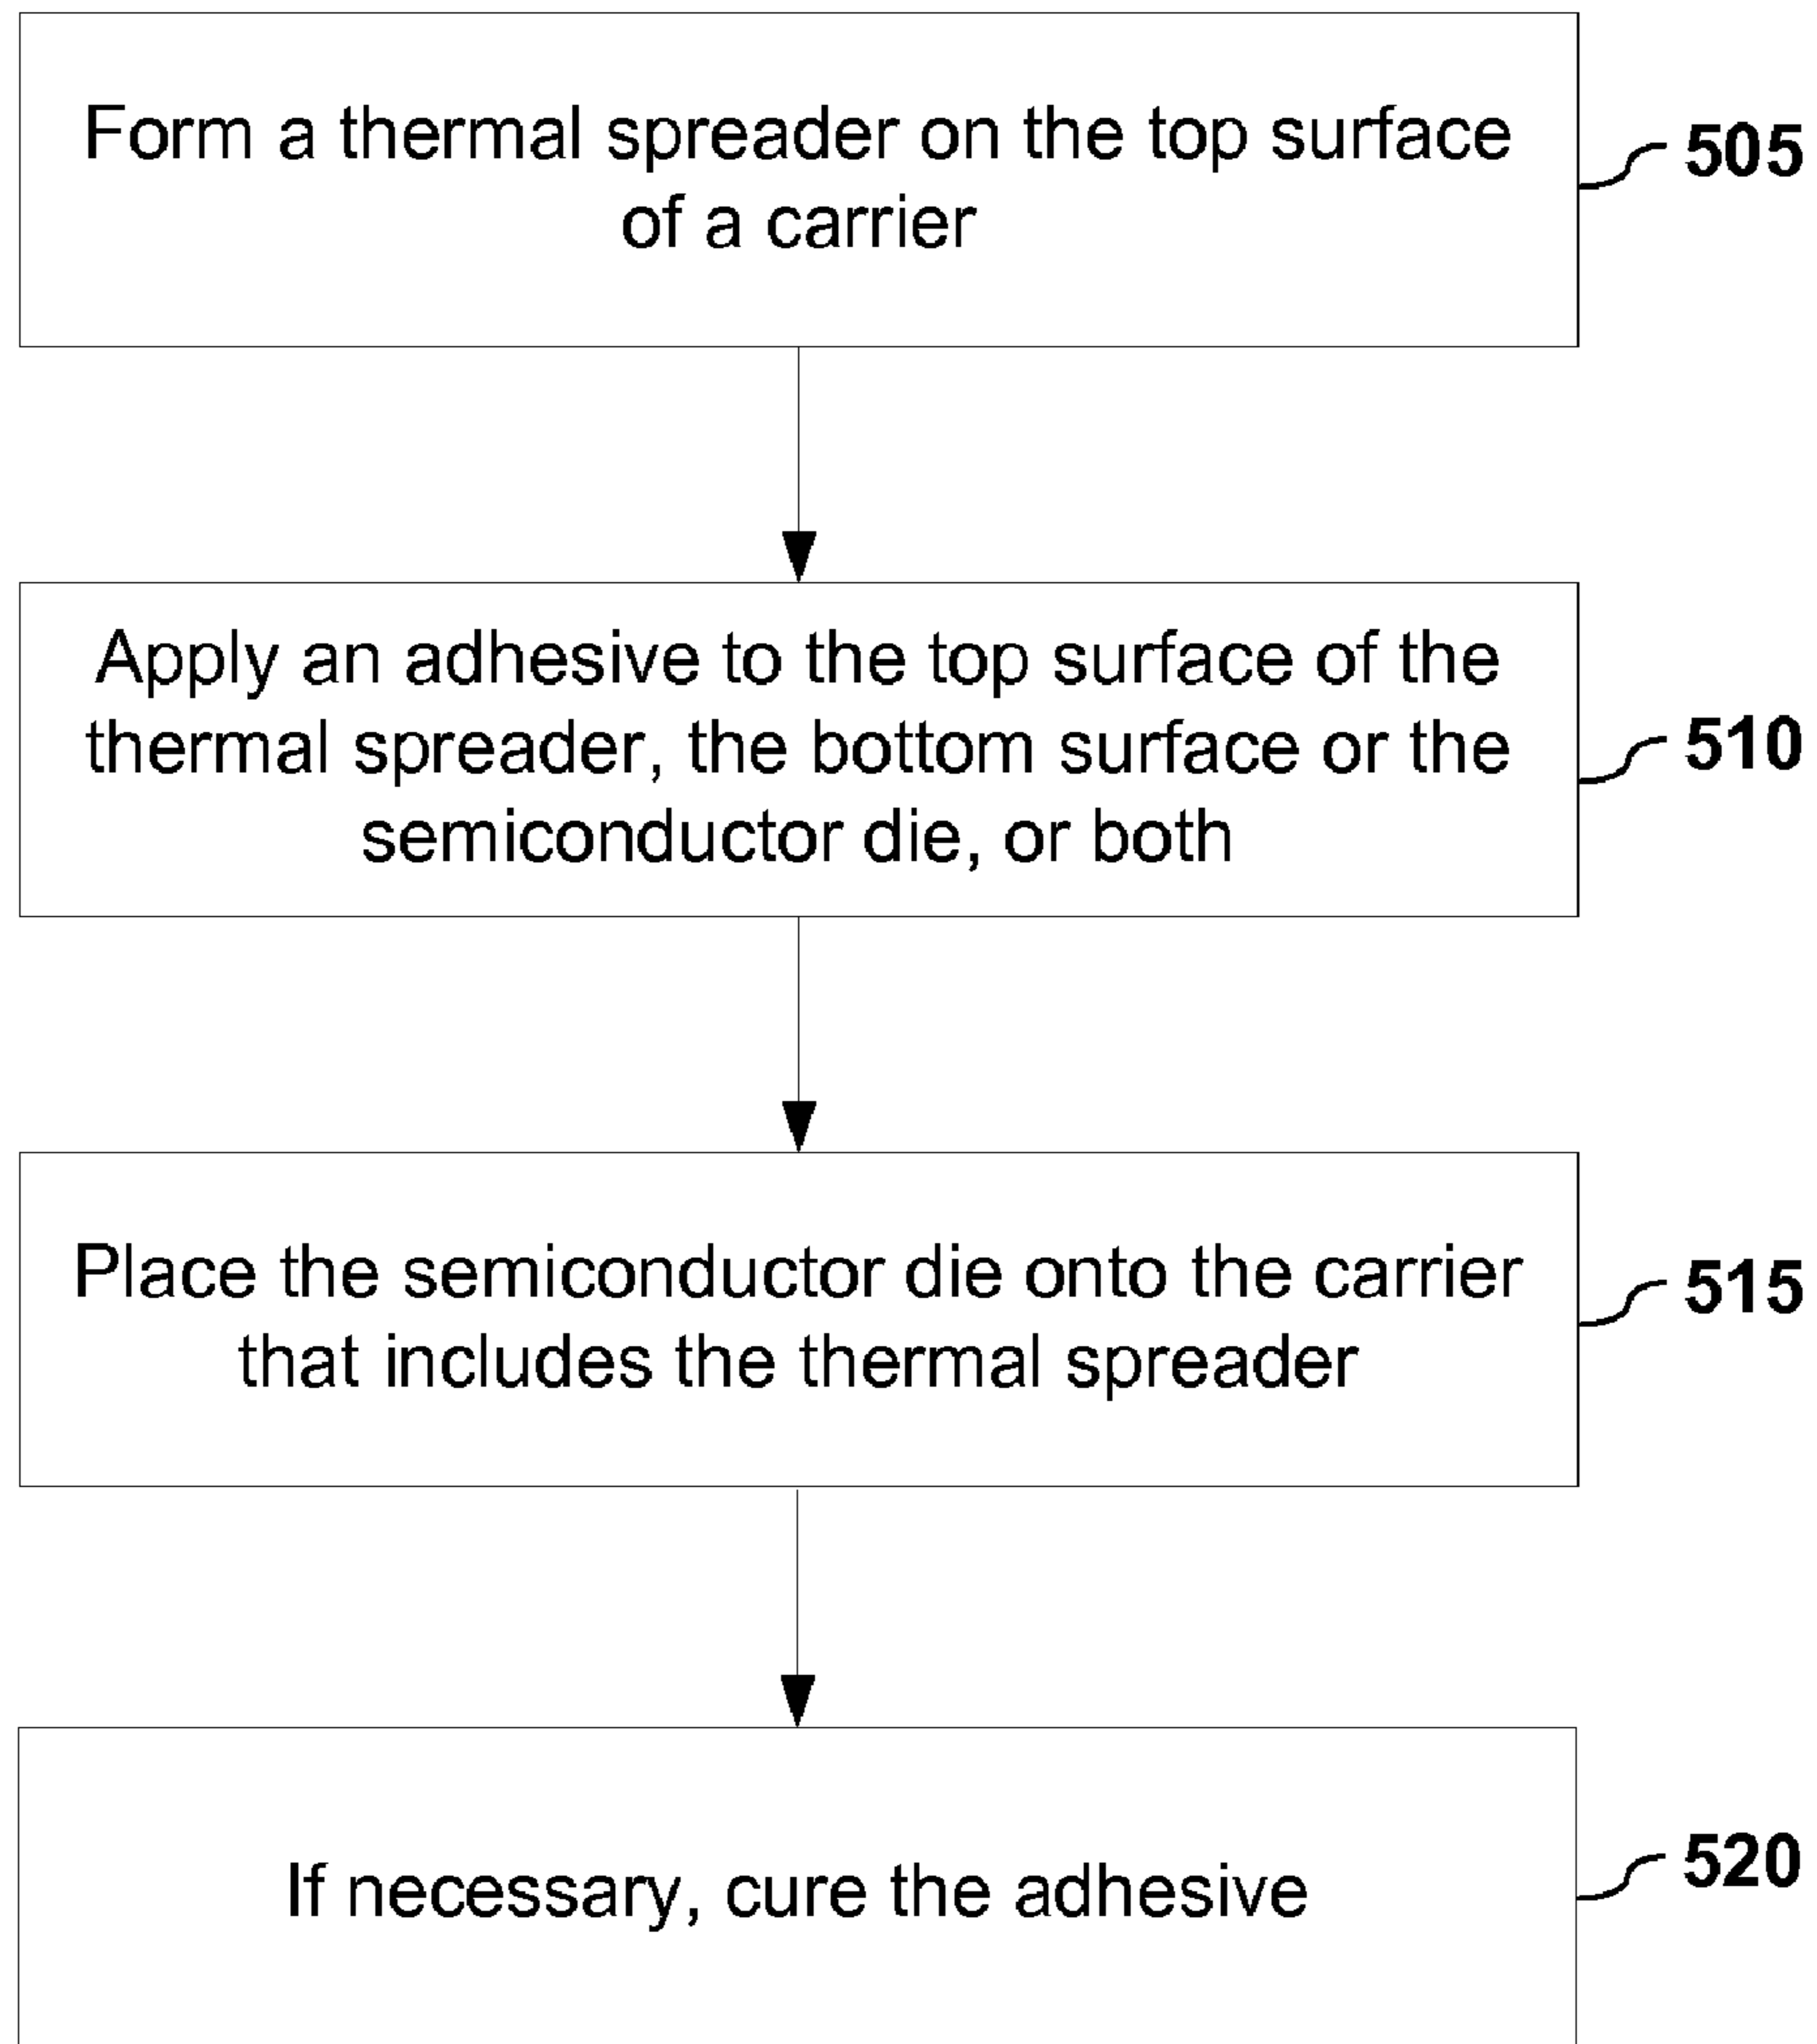 Form a thermal spreader on the top surface
of a carrier
505
Apply an adhesive to the top surface of the
thermal spreader, the bottom surface or the
semiconductor die, or both
510
Place the semiconductor die onto the carrier
that includes the thermal spreader
515
If necessary, cure the adhesive
520